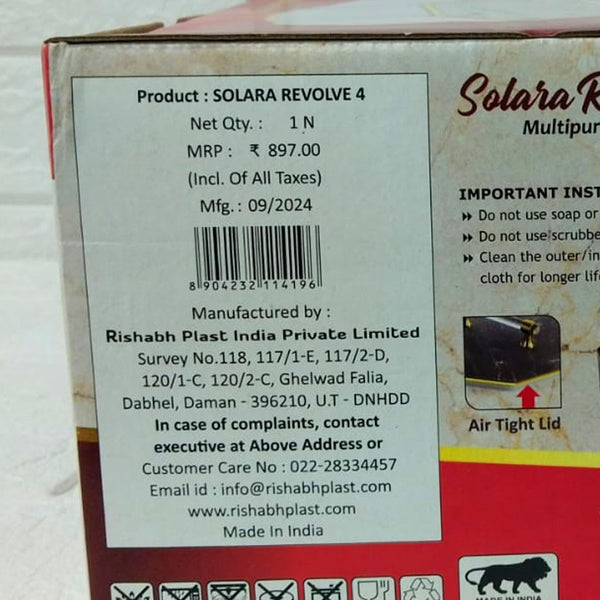 Product : SOLARA REVOLVE 4
Net Qty. : 1 N
MRP : ₹ 897.00
(Incl. Of All Taxes)
Mfg. : 09/2024
8 904232 114196
Manufactured by :
Rishabh Plast India Private Limited
Survey No.118, 117/1-E, 117/2-D,
120/1-C, 120/2-C, Ghelwad Falia,
Dabhel, Daman - 396210, U.T - DNHDD
In case of complaints, contact
executive at Above Address or
Customer Care No : 022-28334457
Email id : info@rishabhplast.com
www.rishabhplast.com
Made In India
Solara R
Multipur
IMPORTANT INST
Do not use soap or
Do not use scrubbe
Clean the outer/in
cloth for longer lif
Air Tight Lid
MADE IN INDIA